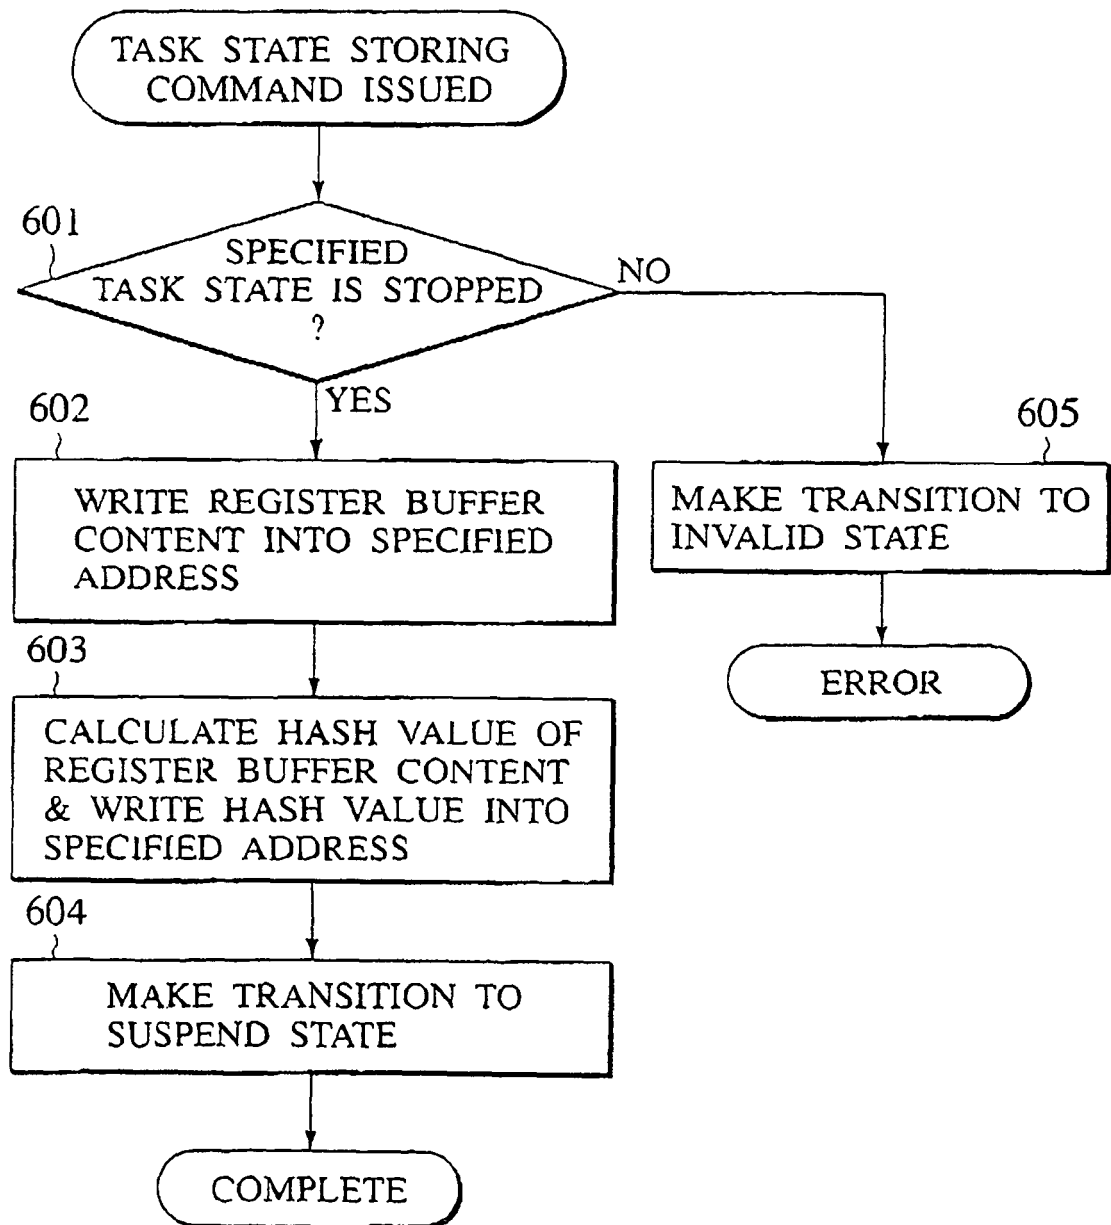 TASK STATE STORING
COMMAND ISSUED
601
SPECIFIED
TASK STATE IS STOPPED
?
NO
YES
602
WRITE REGISTER BUFFER
CONTENT INTO SPECIFIED
ADDRESS
605
MAKE TRANSITION TO
INVALID STATE
ERROR
603
CALCULATE HASH VALUE OF
REGISTER BUFFER CONTENT
& WRITE HASH VALUE INTO
SPECIFIED ADDRESS
604
MAKE TRANSITION TO
SUSPEND STATE
COMPLETE